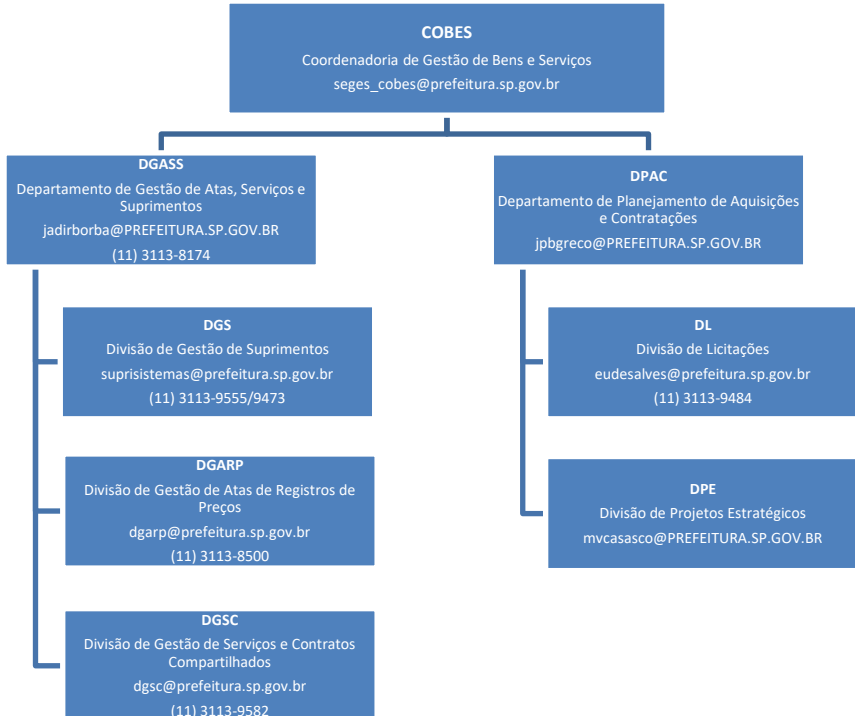 COBES
Coordenadoria de Gestão de Bens e Serviços
seges_cobes@prefeitura.sp.gov.br
DGASS
Departamento de Gestão de Atas, Serviços e
Suprimentos
jadirborba@PREFEITURA.SP.GOV.BR
(11) 3113-8174
DGS
Divisão de Gestão de Suprimentos
suprisistemas@prefeitura.sp.gov.br
(11) 3113-9555/9473
DGARP
Divisão de Gestão de Atas de Registros de
Preços
dgarp@prefeitura.sp.gov.br
(11) 3113-8500
DGSC
Divisão de Gestão de Serviços e Contratos
Compartilhados
dgsc@prefeitura.sp.gov.br
(11) 3113-9582
DPAC
Departamento de Planejamento de Aquisições
e Contratações
jpbgreco@PREFEITURA.SP.GOV.BR
DL
Divisão de Licitações
eudesalves@prefeitura.sp.gov.br
(11) 3113-9484
DPE
Divisão de Projetos Estratégicos
mvcasasco@PREFEITURA.SP.GOV.BR